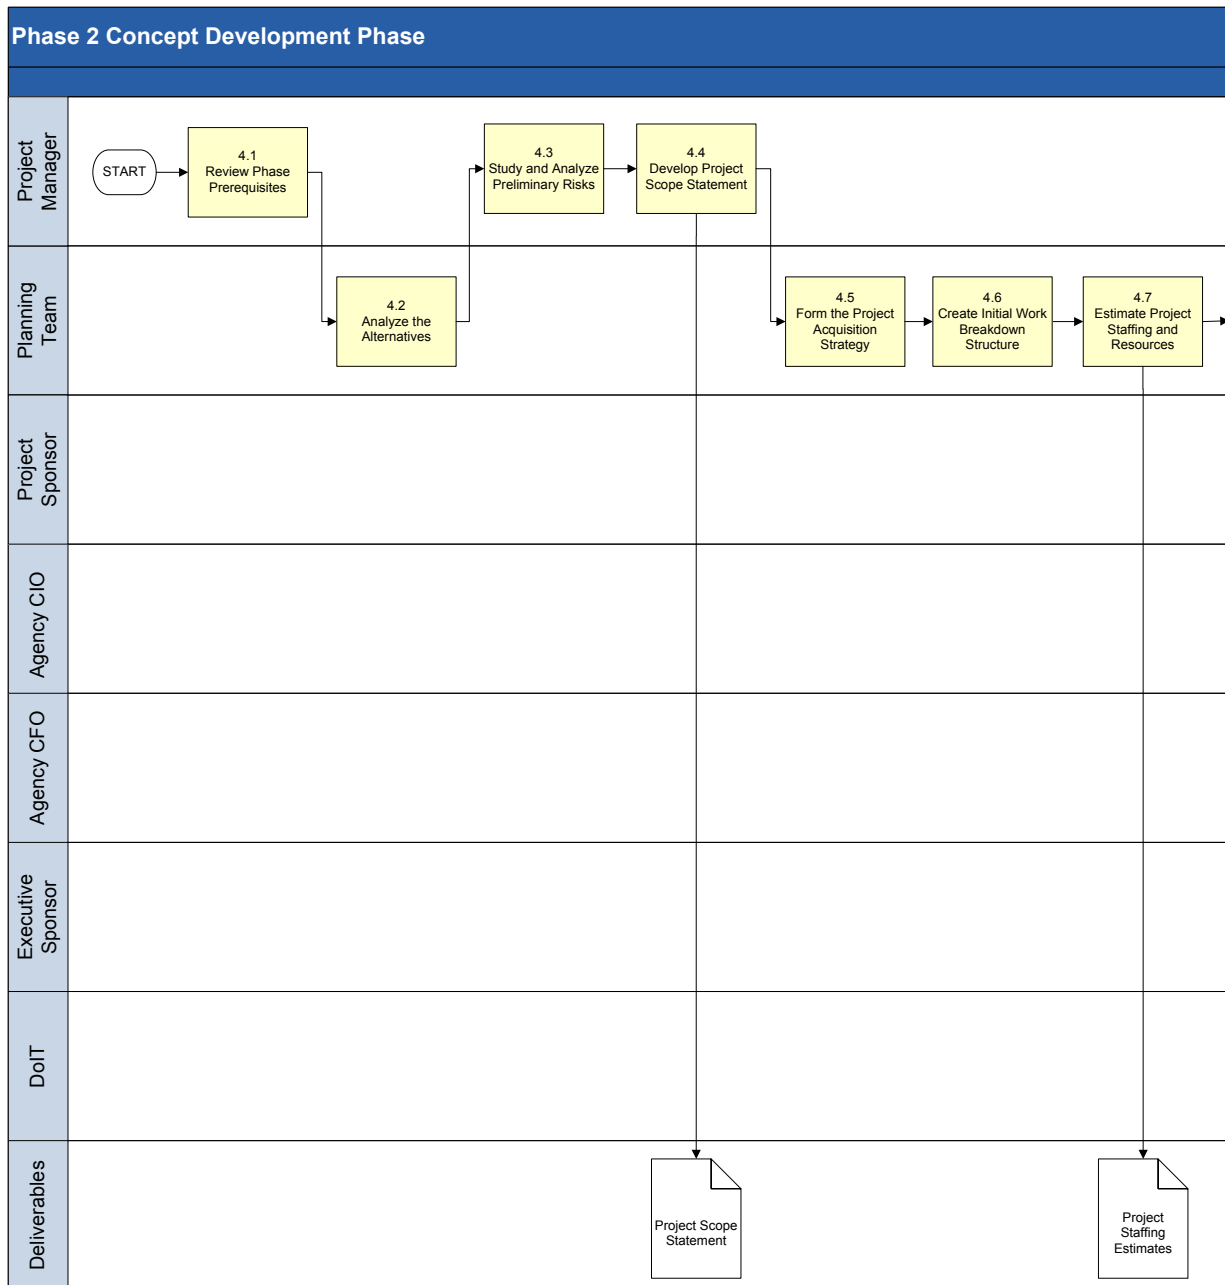 Phase 2 Concept Development Phase
Project
Manager
START
4.1
Review Phase
Prerequisites
4.3
Study and Analyze
Preliminary Risks
4.4
Develop Project
Scope Statement
Planning
Team
4.2
Analyze the
Alternatives
4.5
Form the Project
Acquisition
Strategy
4.6
Create Initial Work
Breakdown
Structure
4.7
Estimate Project
Staffing and
Resources
Project
Sponsor
Agency CIO
Agency CFO
Executive
Sponsor
DoIT
Deliverables
Project Scope
Statement
Project
Staffing
Estimates